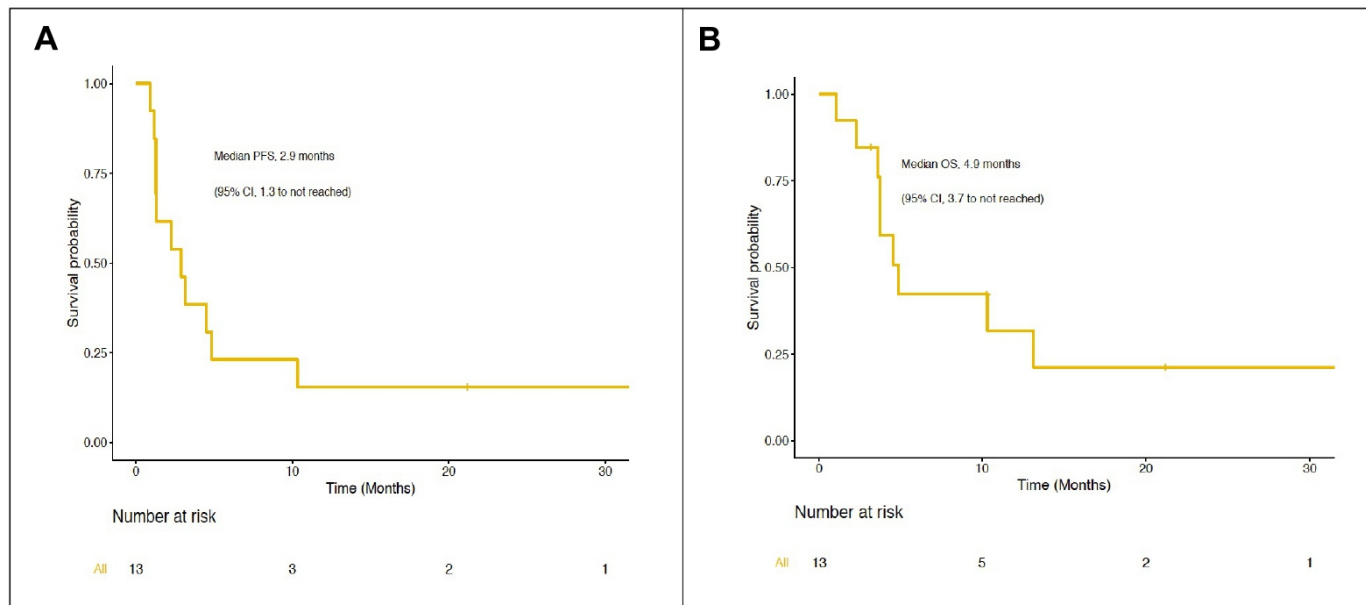 A
1.00
0.75
0.50
0.25
0.00
Survival probability
Median PFS, 2.9 months
(95% CI, 1.3 to not reached)
0 10 20 30
Time (Months)
Number at risk
All 13 3 2 1
B
1.00
0.75
0.50
0.25
0.00
Survival probability
Median OS, 4.9 months
(95% CI, 3.7 to not reached)
0 10 20 30
Time (Months)
Number at risk
All 13 5 2 1